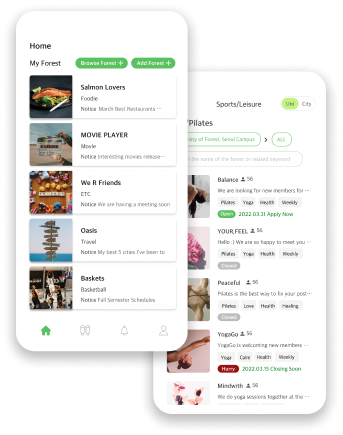 Home
My Forest
Browse Forest +
Add Forest +
Salmon Lovers
Foodie
Notice March Best Restaurants ···
MOVIE PLAYER
Movie
Notice Interesting movies release ···
We R Friends
ETC
Notice We are having a meeting soon
Oasis
Travel
Notice My best 5 cities I've been to
Baskets
Basketball
Notice Fall Semester Schedules
Sports/Leisure
Uni
City
/Pilates
of Forest, Seoul Campus
>
ALL
the name of the forest or related keyword
Balance 56
We are looking for new members for ···
Pilates
Yoga
Health
Weekly
Open
2022.03.31 Apply Now
YOUR,FEEL 56
Hello :) We are so happy to meet you ···
Pilates
Yoga
Health
Weekly
Closed
Peaceful 56
Pilates is the best way to fix your post ···
Pilates
Love
Health
Healing
Closed
YogaGo 56
YogaGo is welcoming new members ···
Yoga
Calm
Health
Weekly
Hurry
2022.03.15 Closing Soon
Mindwith 56
We do yoga sessions together at the ···